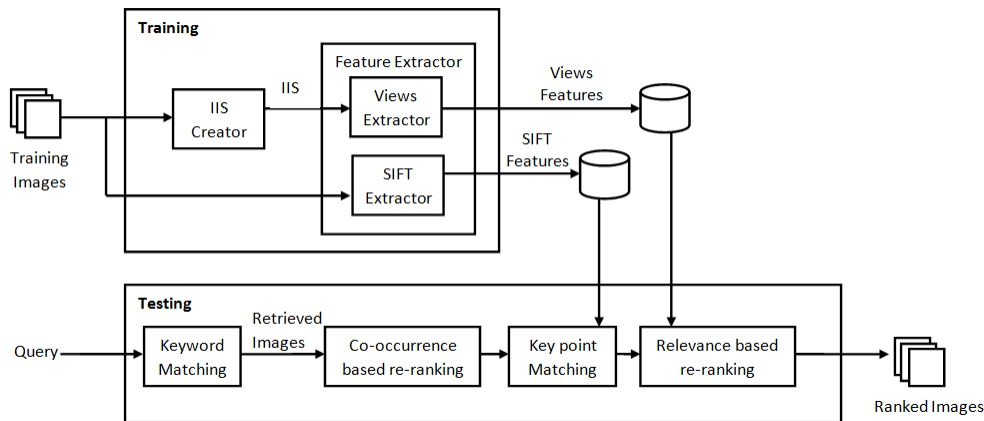 Training
Feature Extractor
IIS
Creator
IIS
Views
Extractor
Views
Features
Training
Images
SIFT
Extractor
SIFT
Features
Testing
Query
Keyword
Matching
Retrieved
Images
Co-occurrence
based re-ranking
Key point
Matching
Relevance based
re-ranking
Ranked Images